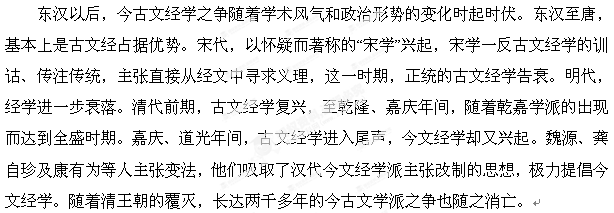 东汉以后，今古文经学之争随着学术风气和政治形势的变化时起时伏。东汉至唐，
基本上是古文经占据优势。宋代，以怀疑而著称的“宋学”兴起，宋学一反古文经学的训
诂、传注传统，主张直接从经文中寻求义理，这一时期，正统的古文经学告衰。明代，
经学进一步衰落。清代前期，古文经学复兴，至乾隆、嘉庆年间，随着乾嘉学派的出现
而达到全盛时期。嘉庆、道光年间，古文经学进入尾声，今文经学却又兴起。魏源、龚
自珍及康有为等人主张变法，他们吸取了汉代今文经学派主张改制的思想，极力提倡今
文经学。随着清王朝的覆灭，长达两千多年的今古文学派之争也随之消亡。